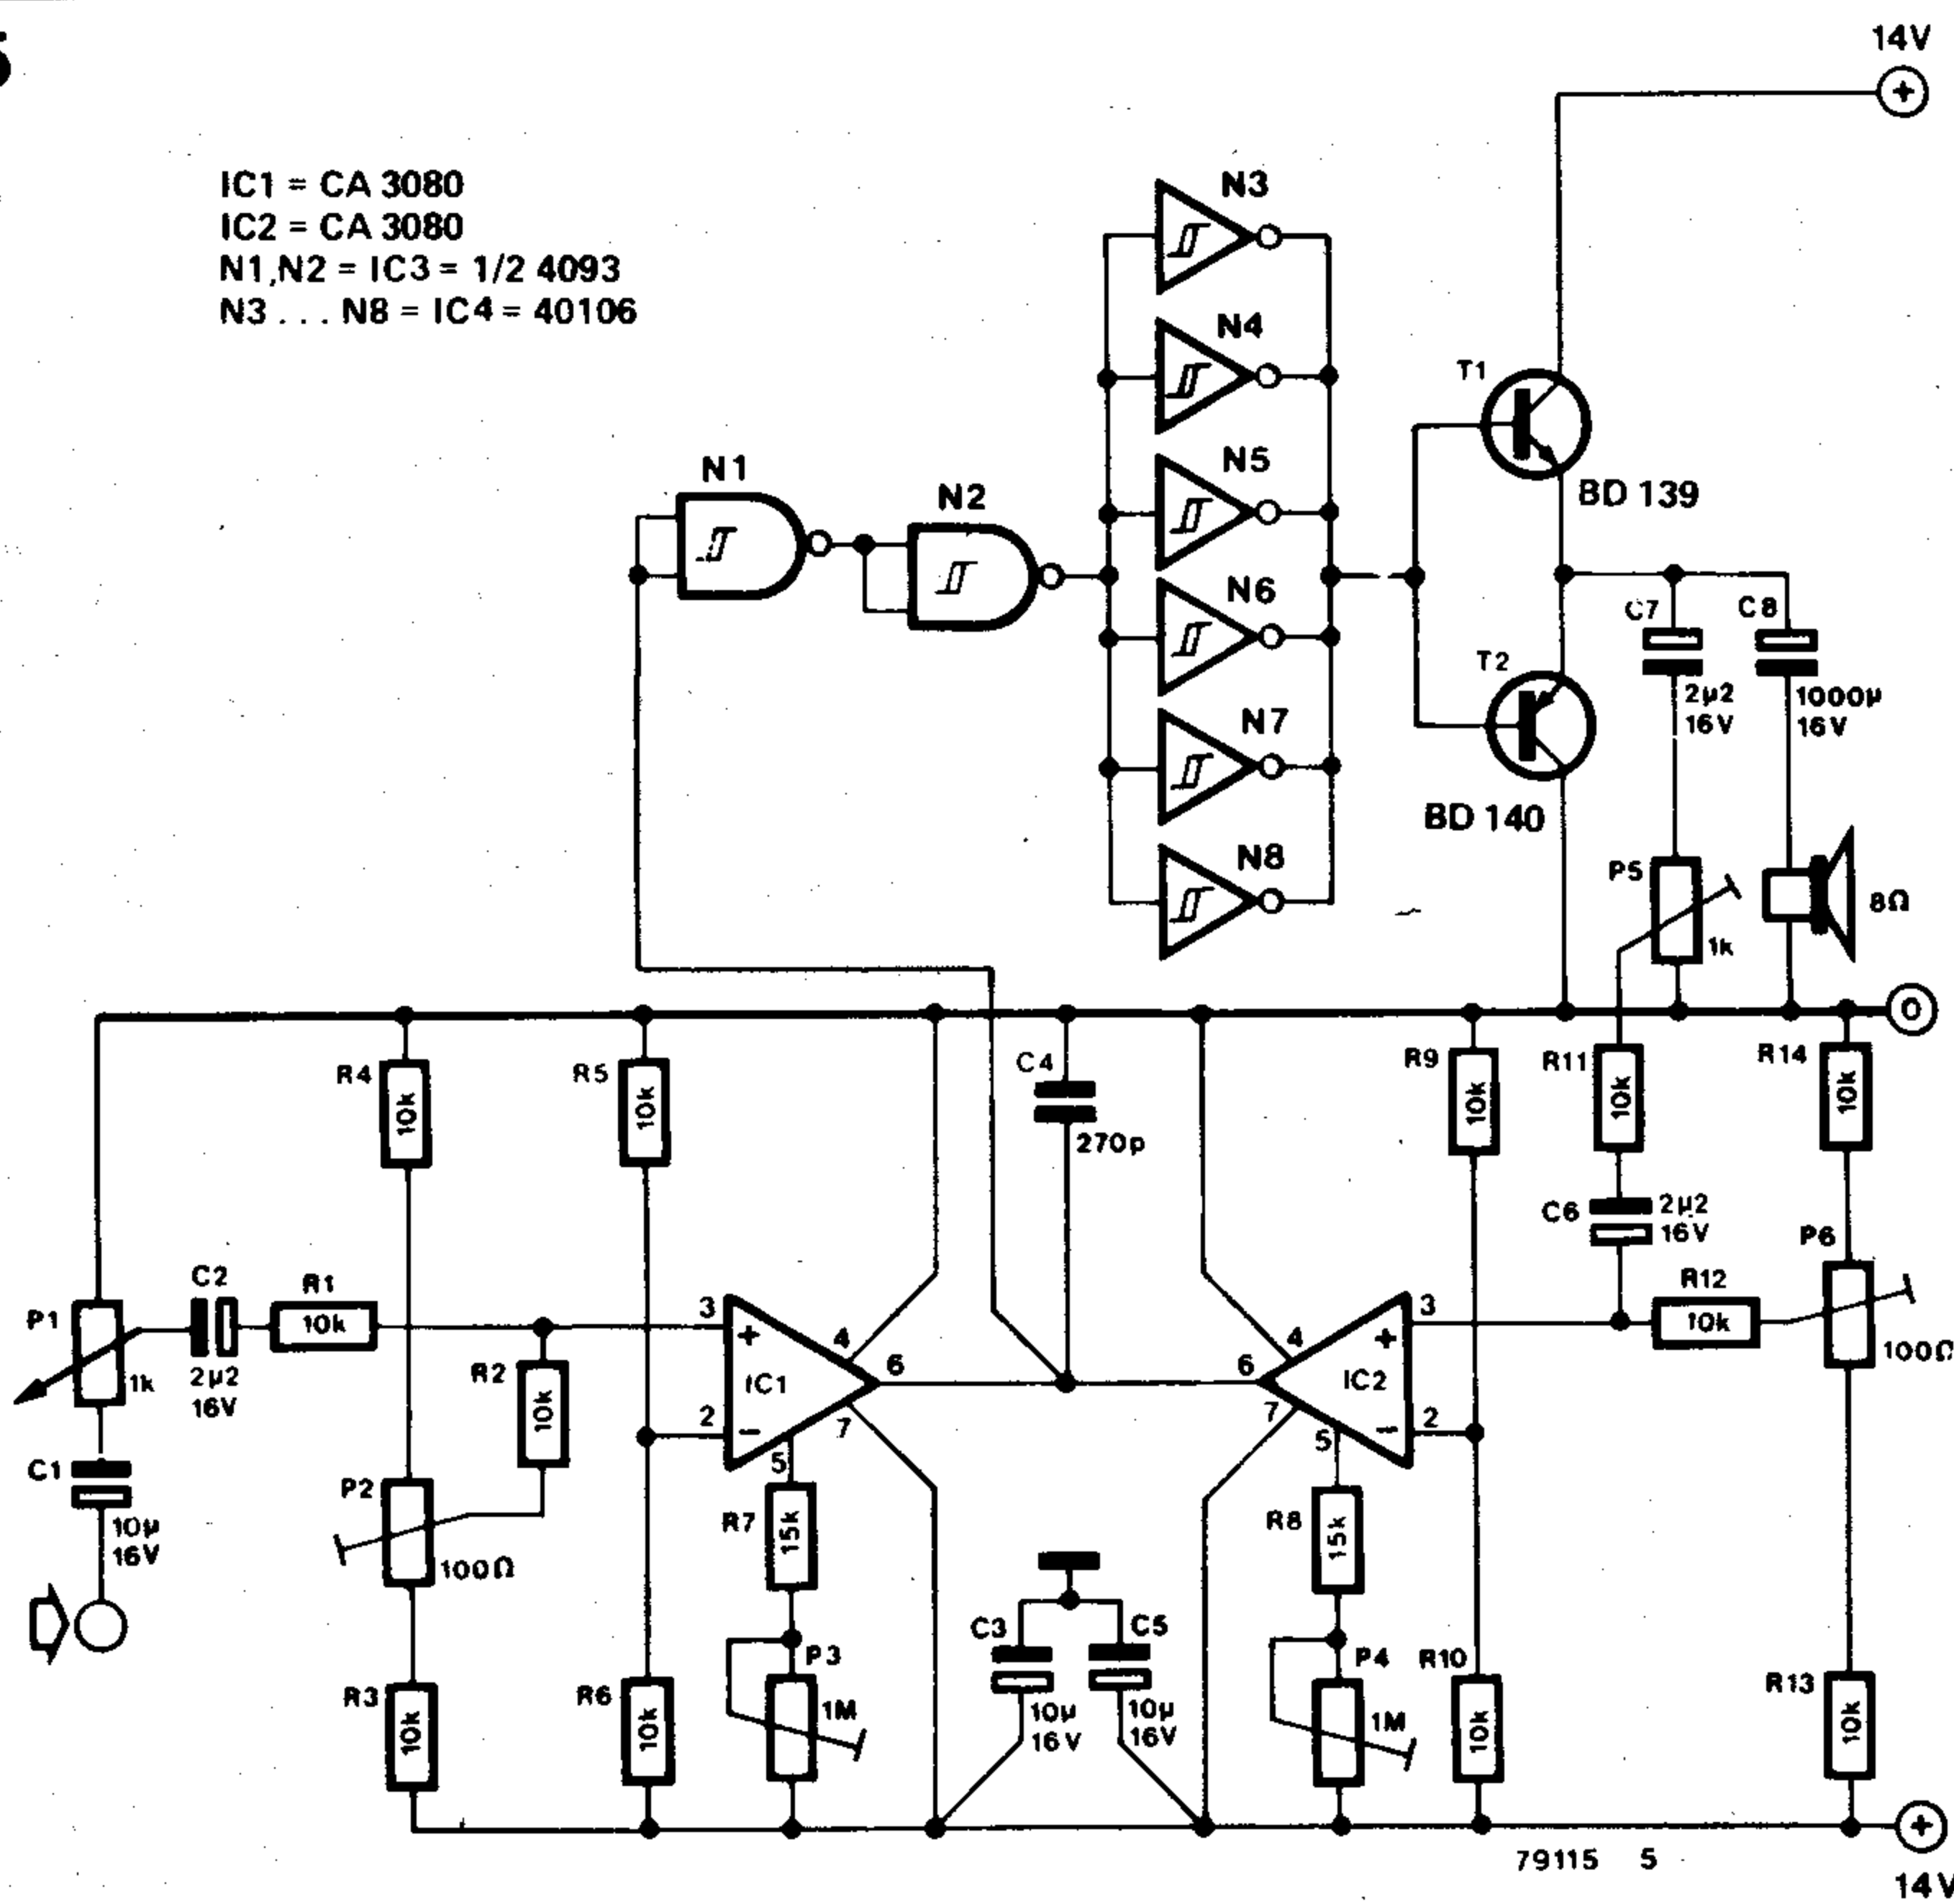 5
14V
IC1 = CA 3080
IC2 = CA 3080
N1,N2 = IC3 = 1/2 4093
N3 . . . N8 = IC4 = 40106
N3
N4
T1
N1
N5
N2
BD 139
N6
C7
C8
T2
2µ2
16V
1000µ
16V
N7
BD 140
N8
P5
1k
8Ω
0
R4
10k
R5
10k
C4
270p
R9
10k
R11
10k
R14
10k
C6
2µ2
16V
P6
100Ω
P1
1k
C2
2µ2
16V
R1
10k
R2
10k
3
+
2
−
IC1
4
6
7
5
4
6
7
5
IC2
3
+
2
−
R12
10k
C1
10µ
16V
P2
100Ω
R7
15k
R8
15k
R3
10k
R6
10k
P3
1M
C3
10µ
16V
C5
10µ
16V
P4
1M
R10
10k
R13
10k
+
+
79115 5
14V